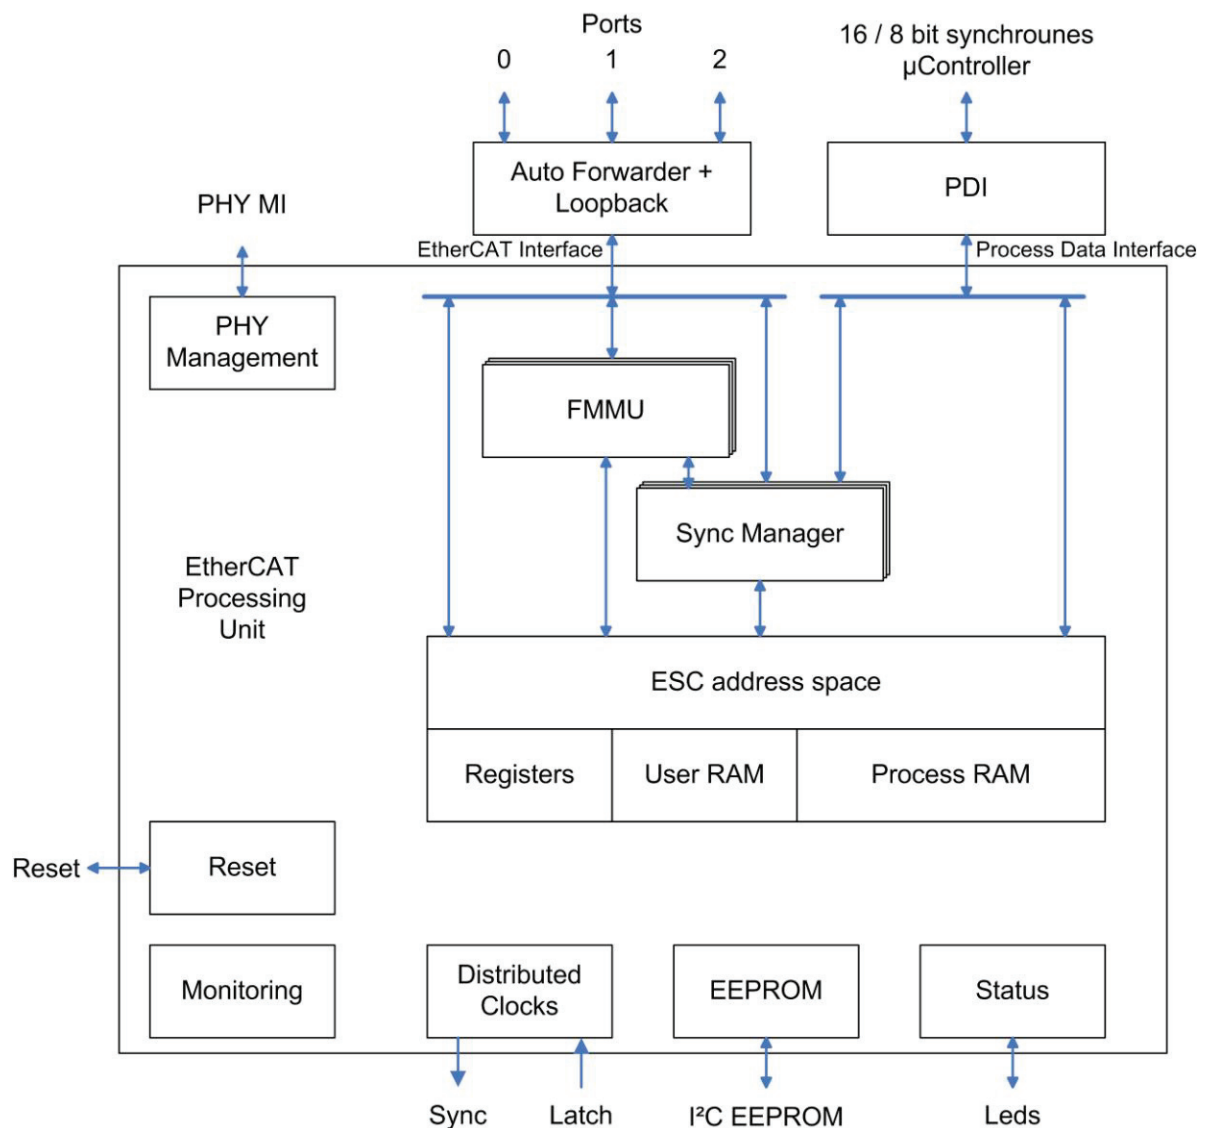 Ports
0 1 2
16 / 8 bit synchrounes
µController
Auto Forwarder +
Loopback
PDI
PHY MI
EtherCAT Interface
Process Data Interface
PHY
Management
FMMU
Sync Manager
EtherCAT
Processing
Unit
ESC address space
Registers
User RAM
Process RAM
Reset
Reset
Monitoring
Distributed
Clocks
EEPROM
Status
Sync
Latch
I²C EEPROM
Leds